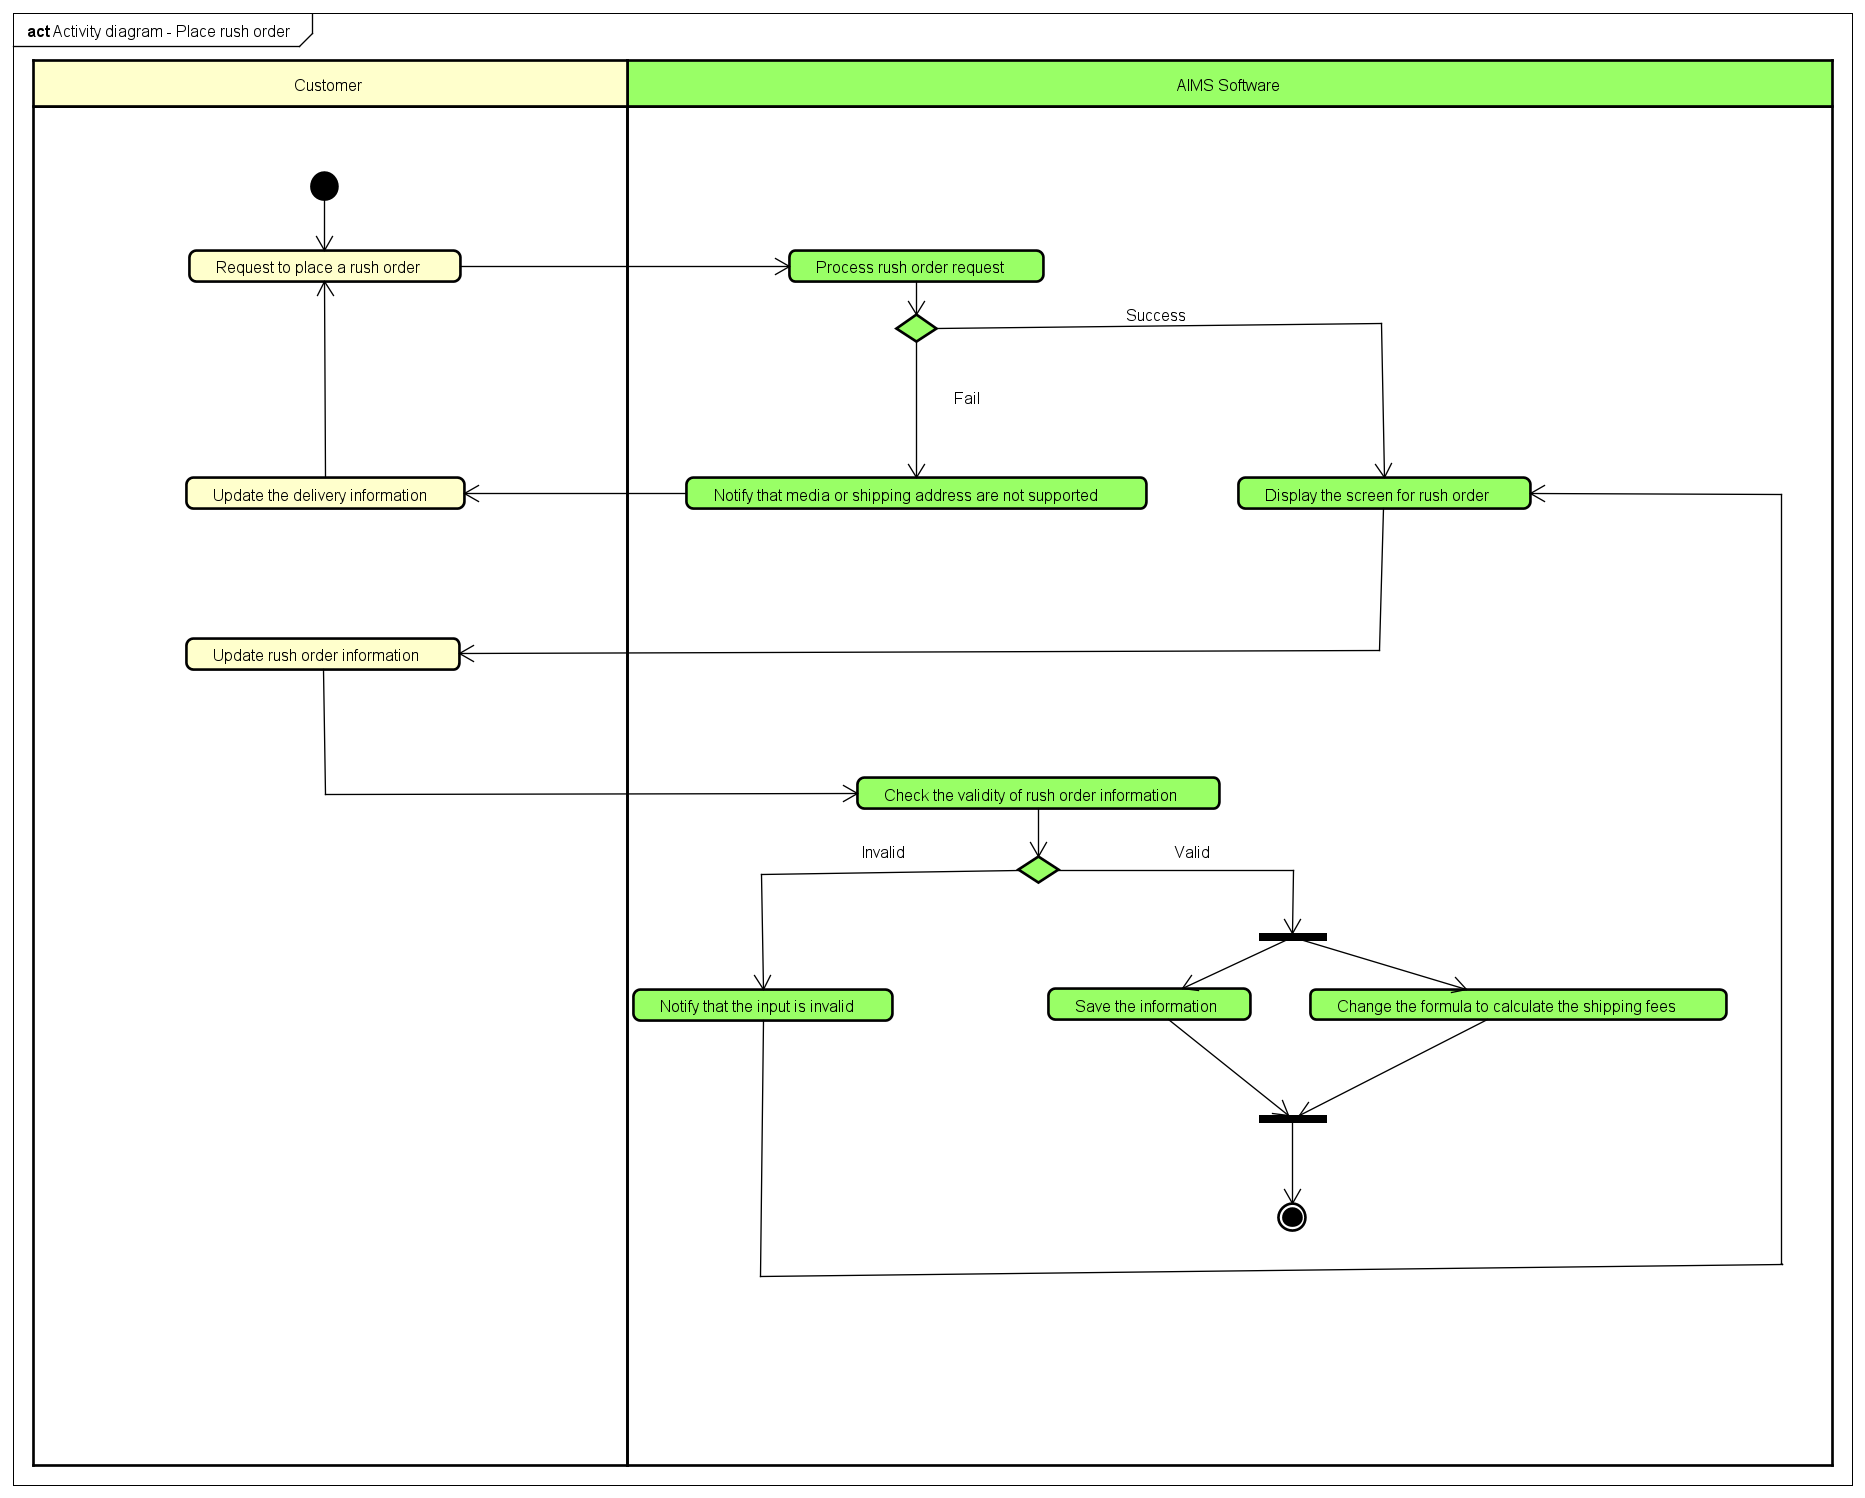 act Activity diagram - Place rush order
Customer
AIMS Software
Request to place a rush order
Process rush order request
Success
Fail
Update the delivery information
Notify that media or shipping address are not supported
Display the screen for rush order
Update rush order information
Check the validity of rush order information
Invalid
Valid
Notify that the input is invalid
Save the information
Change the formula to calculate the shipping fees